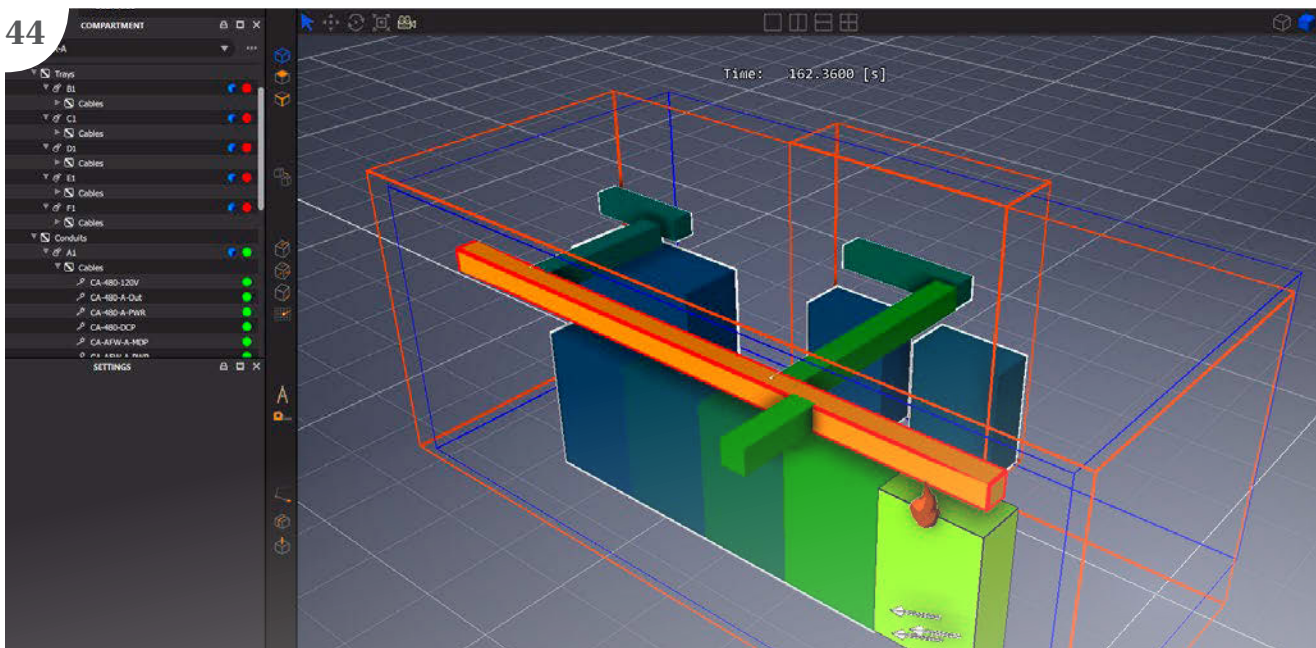 44
COMPARTMENT
Time: 162.3600 [s]
Trays
B1
Cables
C1
Cables
D1
Cables
E1
Cables
F1
Cables
Conduits
A1
Cables
CA-480-120V
CA-480-A-Out
CA-480-A-PWR
CA-480-DCP
CA-AFW-A-MDP
SETTINGS